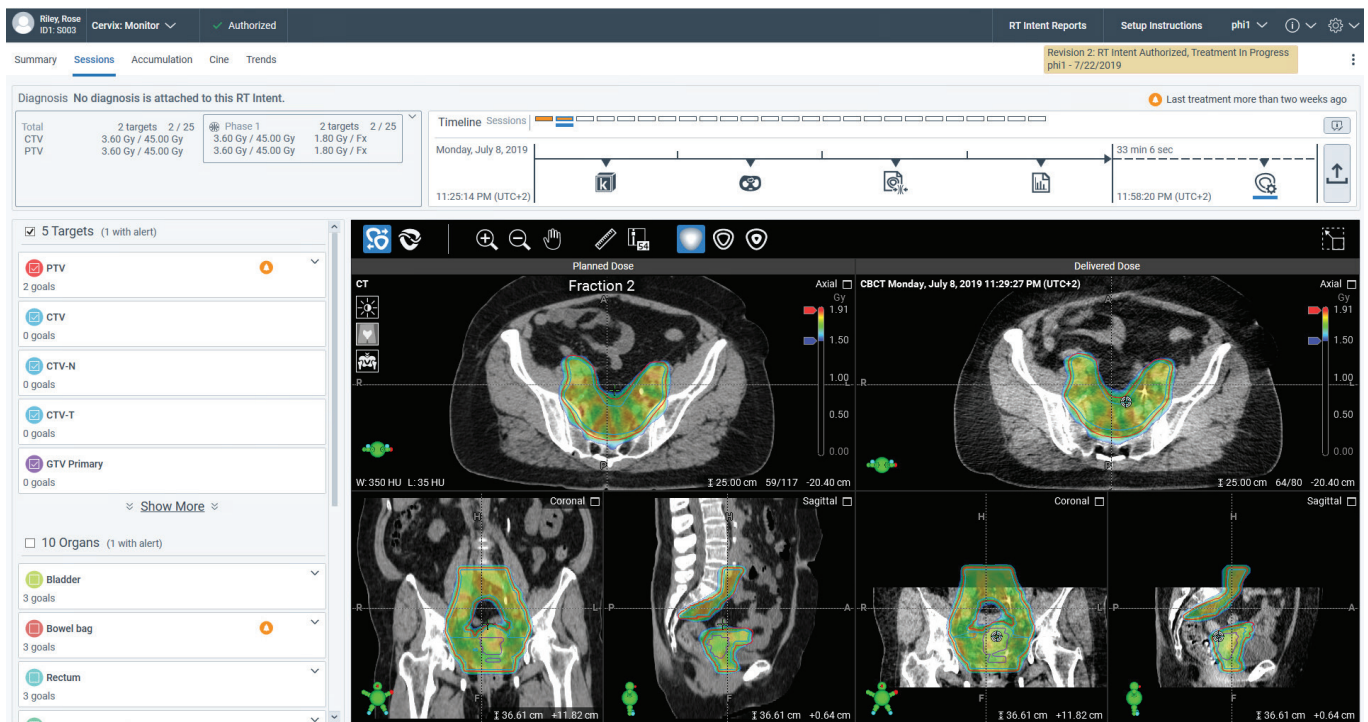 Riley, Rose
ID1: S003
Cervix: Monitor
Authorized
RT Intent Reports
Setup Instructions
phi1
Summary
Sessions
Accumulation
Cine
Trends
Revision 2: RT Intent Authorized, Treatment In Progress
phi1 - 7/22/2019
Diagnosis No diagnosis is attached to this RT Intent.
Last treatment more than two weeks ago
Total 2 targets 2 / 25
CTV 3.60 Gy / 45.00 Gy
PTV 3.60 Gy / 45.00 Gy
Phase 1 2 targets 2 / 25
3.60 Gy / 45.00 Gy 1.80 Gy / Fx
3.60 Gy / 45.00 Gy 1.80 Gy / Fx
Timeline Sessions
Monday, July 8, 2019
33 min 6 sec
11:25:14 PM (UTC+2)
11:58:20 PM (UTC+2)
5 Targets (1 with alert)
PTV
2 goals
CTV
0 goals
CTV-N
0 goals
CTV-T
0 goals
GTV Primary
0 goals
Show More
10 Organs (1 with alert)
Bladder
3 goals
Bowel bag
3 goals
Rectum
3 goals
54
Planned Dose
Delivered Dose
CT
Fraction 2
Axial
Gy
1.91
1.50
1.00
0.50
0.00
A
R
L
P
W: 350 HU L: 35 HU
25.00 cm 59/117 -20.40 cm
CBCT Monday, July 8, 2019 11:29:27 PM (UTC+2)
Axial
Gy
1.91
1.50
1.00
0.50
0.00
A
R
L
P
25.00 cm 64/80 -20.40 cm
Coronal
H
R
L
F
36.61 cm +11.82 cm
Sagittal
H
P
A
F
36.61 cm +0.64 cm
Coronal
H
R
L
F
36.61 cm +11.82 cm
Sagittal
H
P
A
F
36.61 cm +0.64 cm